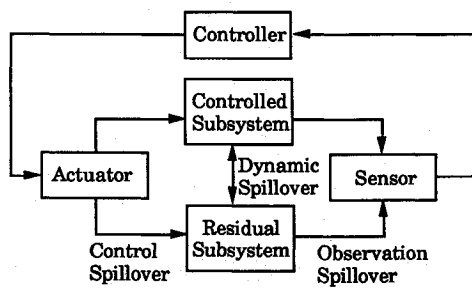 Controller
Controlled
Subsystem
Actuator
Dynamic
Spillover
Sensor
Control
Spillover
Residual
Subsystem
Observation
Spillover